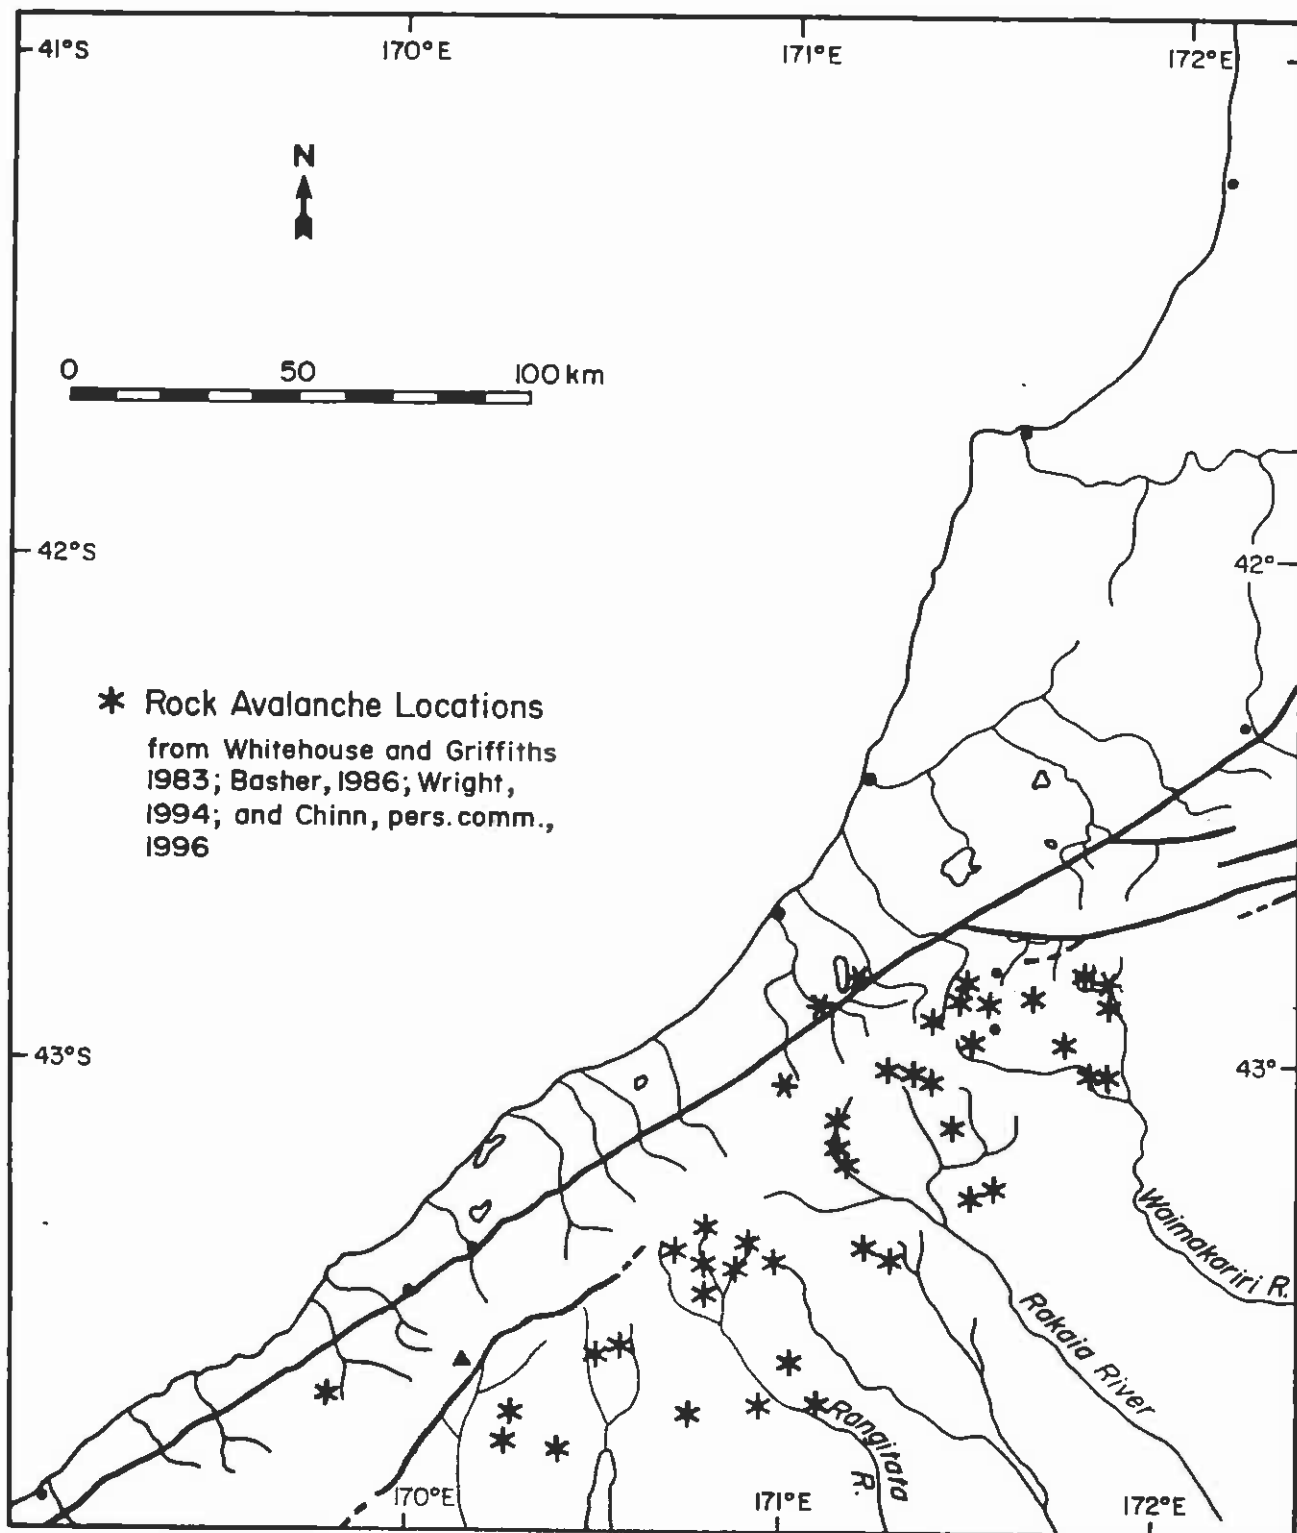 41°S
170°E
171°E
172°E
N
0 50 100 km
42°S
42°
* Rock Avalanche Locations
from Whitehouse and Griffiths
1983; Basher, 1986; Wright,
1994; and Chinn, pers. comm.,
1996
43°S
43°
Waimakariri R.
Rakaia River
Rangitata
R.
170°E
171°E
172°E